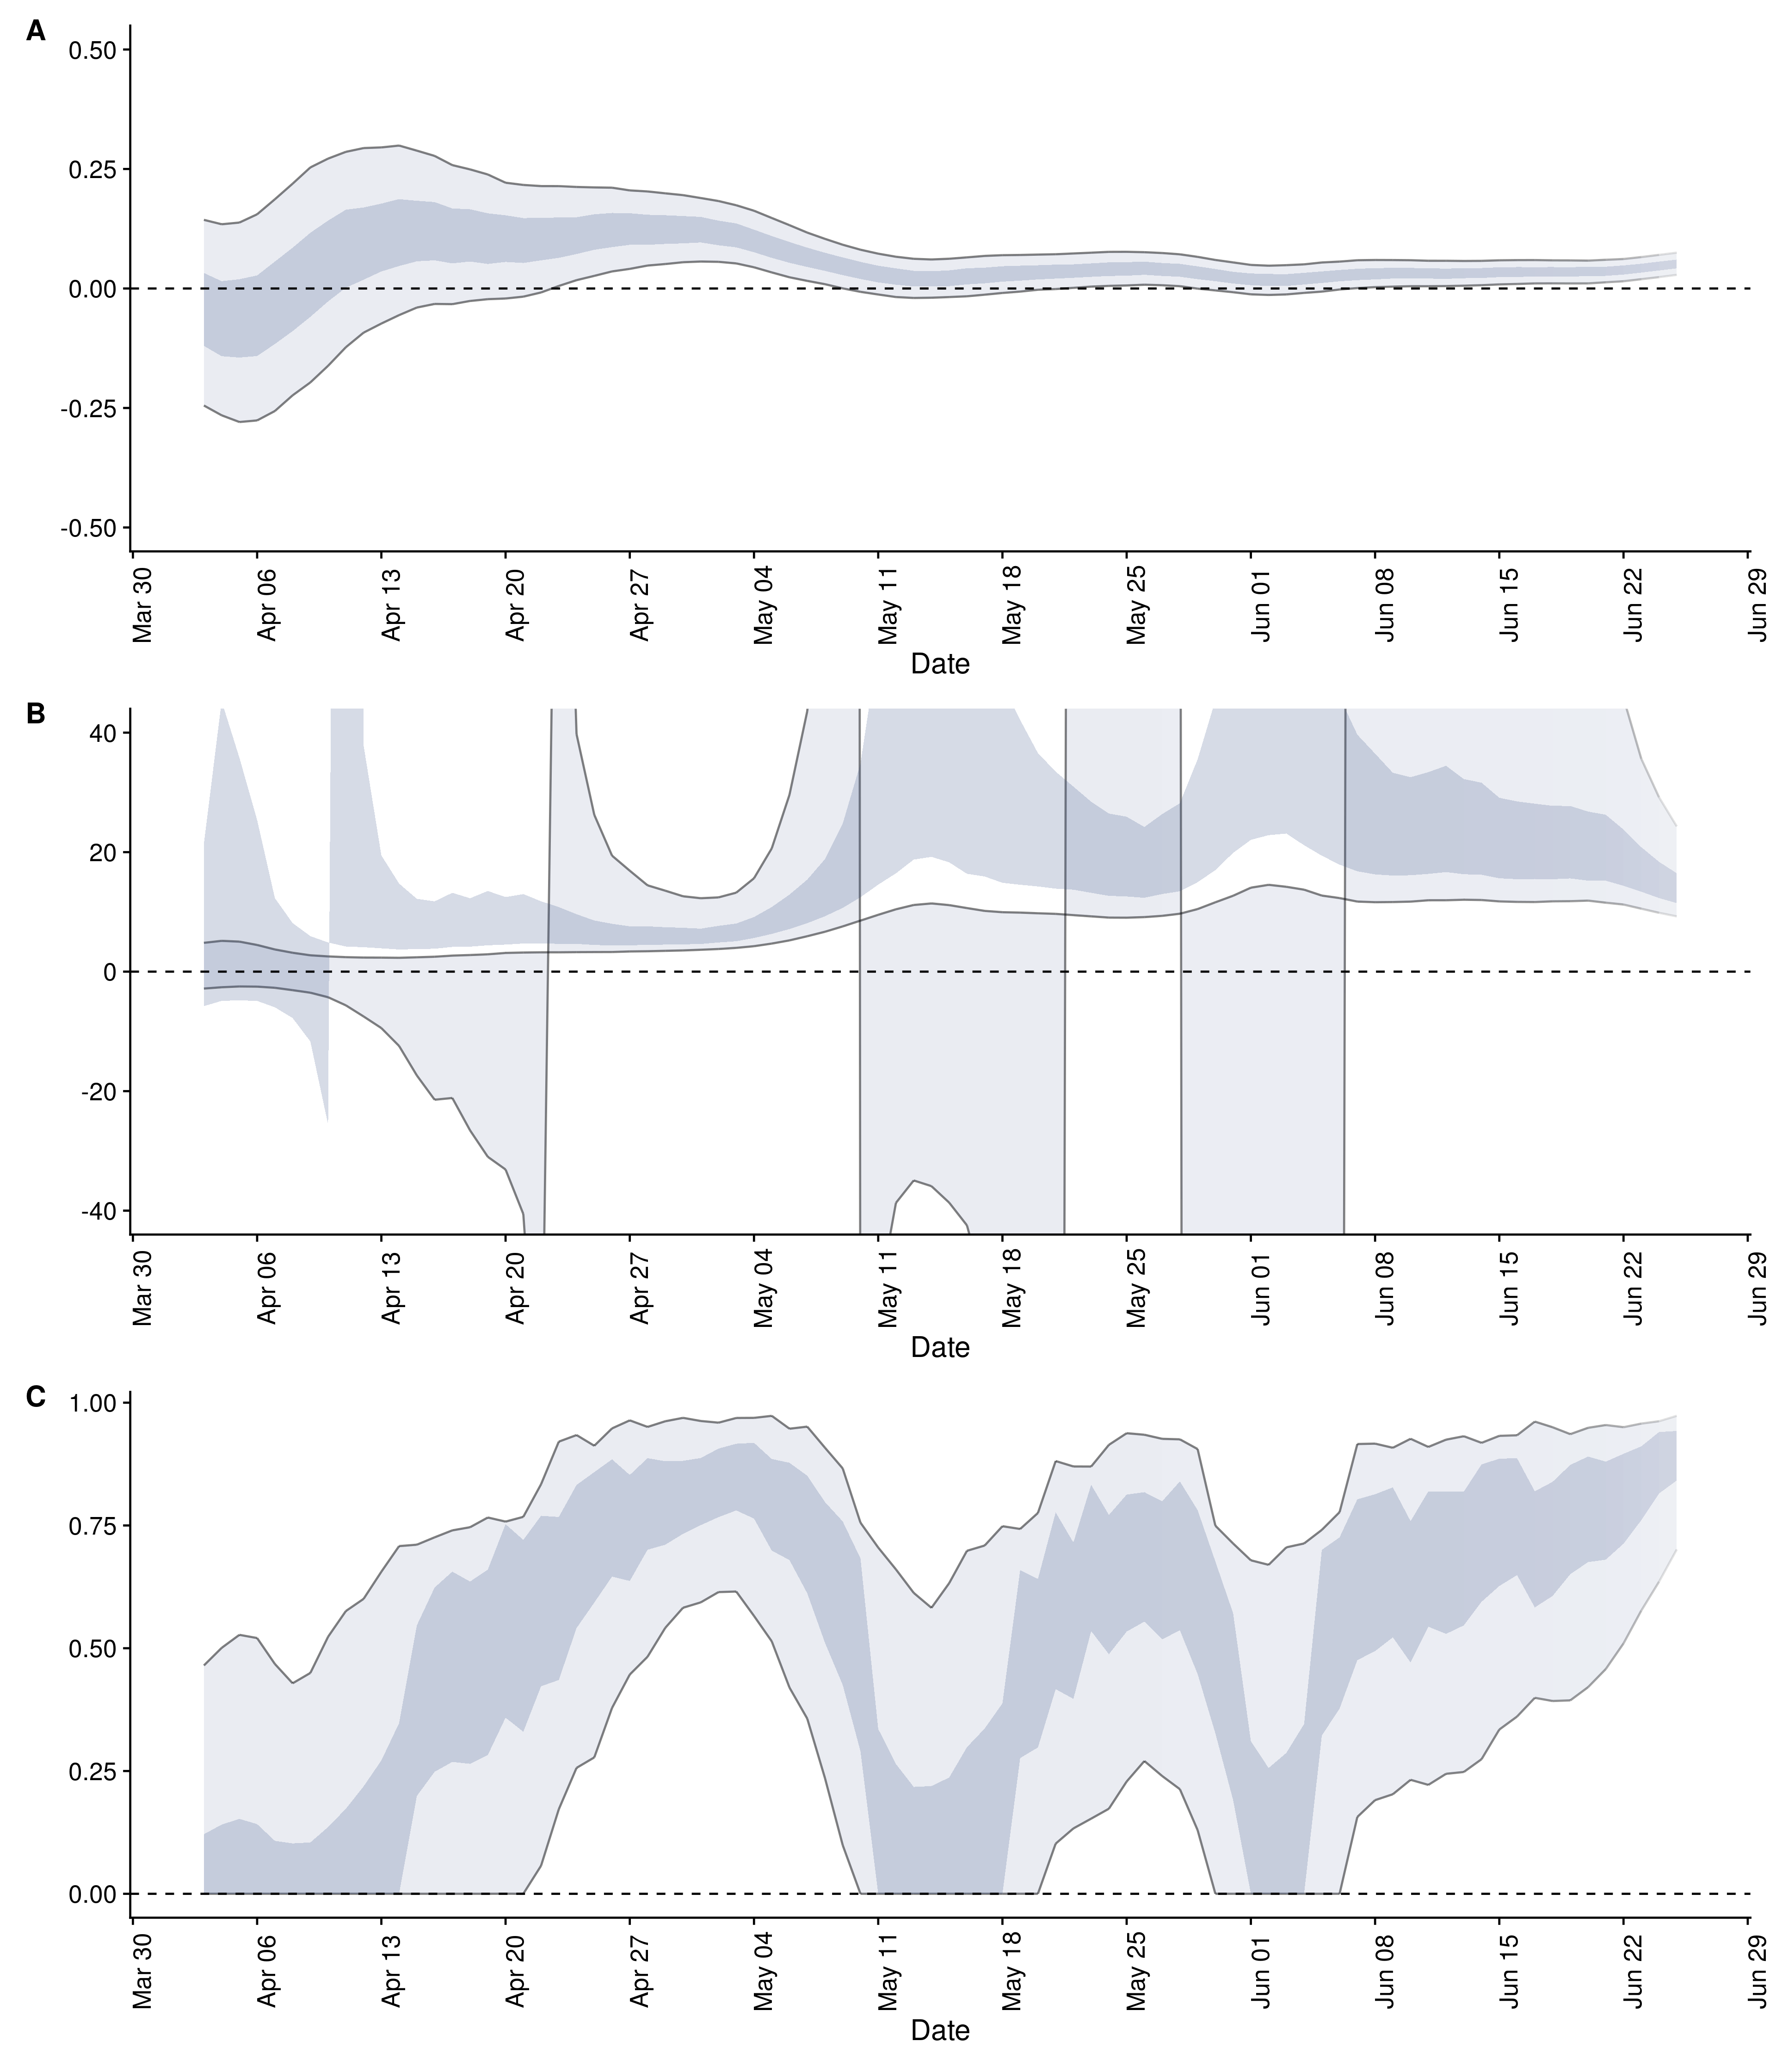 A
0.50
0.25
0.00
-0.25
-0.50
Mar 30
Apr 06
Apr 13
Apr 20
Apr 27
May 04
May 11
May 18
May 25
Jun 01
Jun 08
Jun 15
Jun 22
Jun 29
Date
B
40
20
0
-20
-40
Mar 30
Apr 06
Apr 13
Apr 20
Apr 27
May 04
May 11
May 18
May 25
Jun 01
Jun 08
Jun 15
Jun 22
Jun 29
Date
C
1.00
0.75
0.50
0.25
0.00
Mar 30
Apr 06
Apr 13
Apr 20
Apr 27
May 04
May 11
May 18
May 25
Jun 01
Jun 08
Jun 15
Jun 22
Jun 29
Date